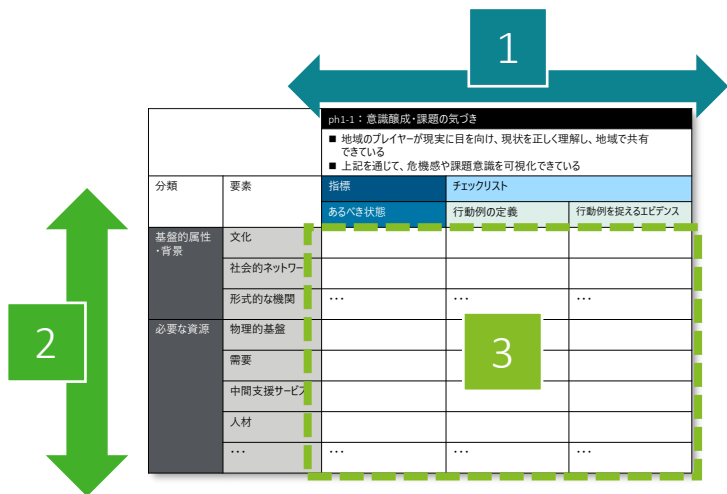 1
ph1-1：意識醸成・課題の気づき
■ 地域のプレイヤーが現実に目を向け、現状を正しく理解し、地域で共有
できている
■ 上記を通じて、危機感や課題意識を可視化できている
分類 要素 指標 チェックリスト
あるべき状態 行動例の定義 行動例を捉えるエビデンス
基盤的属性
・背景
文化
社会的ネットワー
形式的な機関 … … …
2
必要な資源 物理的基盤
3
需要
中間支援サービス
人材
… … … …